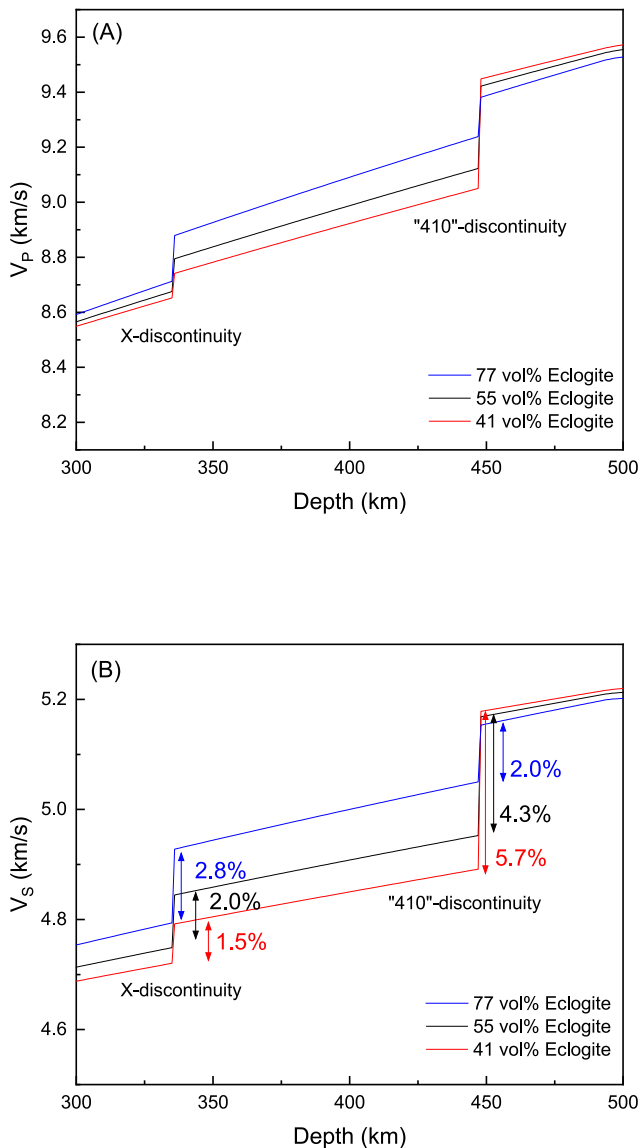 (A)
9.6
9.4
9.2
9.0
8.8
8.6
8.4
8.2
V_P (km/s)
"410"-discontinuity
X-discontinuity
77 vol% Eclogite
55 vol% Eclogite
41 vol% Eclogite
300 350 400 450 500
Depth (km)
(B)
5.2
5.0
4.8
4.6
V_S (km/s)
2.0%
4.3%
5.7%
2.8%
2.0%
1.5%
"410"-discontinuity
X-discontinuity
77 vol% Eclogite
55 vol% Eclogite
41 vol% Eclogite
300 350 400 450 500
Depth (km)